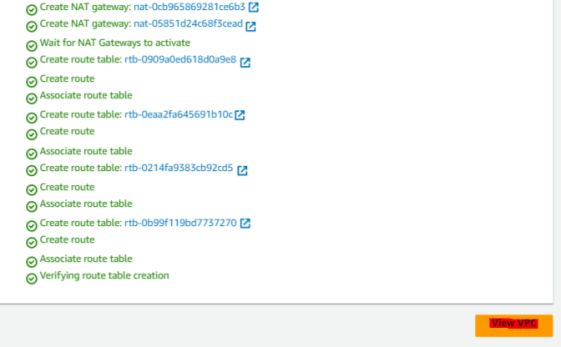 Create NAT gateway: nat-0cb965869281ce6b3
Create NAT gateway: nat-05851d24c68f3cead
Wait for NAT Gateways to activate
Create route table: rtb-0909a0ed618d0a9e8
Create route
Associate route table
Create route table: rtb-0eaa2fa645691b10c
Create route
Associate route table
Create route table: rtb-0214fa9383cb92cd5
Create route
Associate route table
Create route table: rtb-0b99f119bd7737270
Create route
Associate route table
Verifying route table creation
View VPC